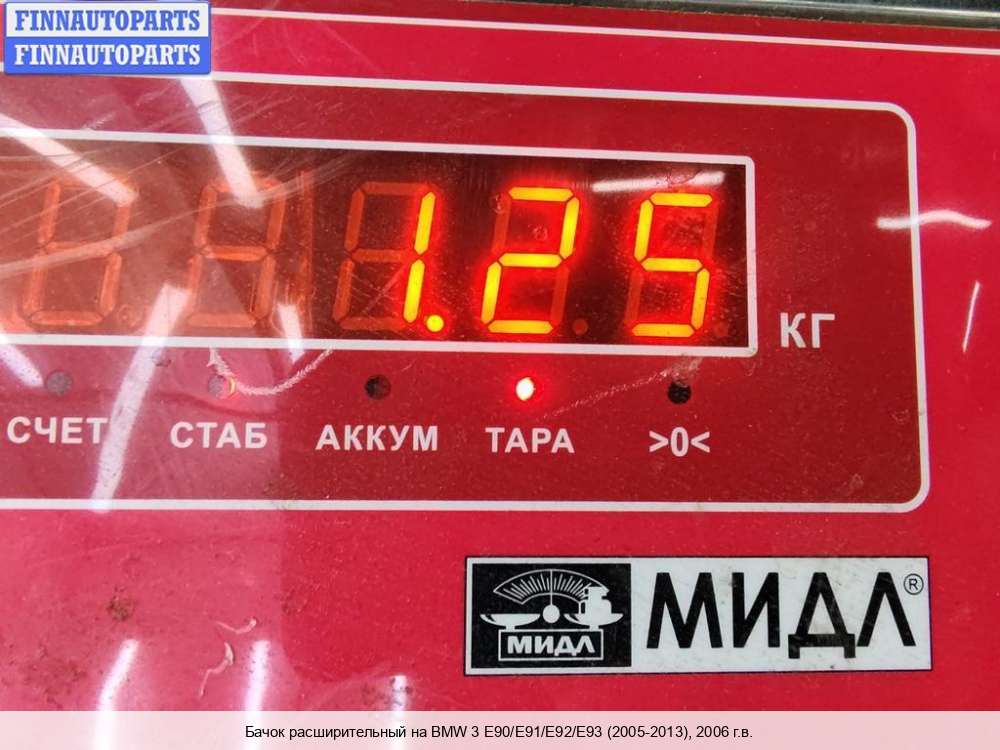 FINNAUTOPARTS
FINNAUTOPARTS
1.25
КГ
СЧЕТ СТАБ АККУМ ТАРА >0<
МИДЛ МИДЛ®
Бачок расширительный на BMW 3 E90/E91/E92/E93 (2005-2013), 2006 г.в.